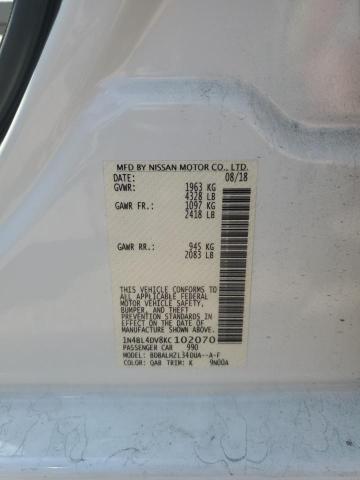 MFD BY NISSAN MOTOR CO., LTD.
DATE: 08/18
GVWR: 1963 KG
4328 LB
GAWR FR.: 1097 KG
2418 LB
GAWR RR.: 945 KG
2083 LB
THIS VEHICLE CONFORMS TO ALL
APPLICABLE FEDERAL
MOTOR VEHICLE SAFETY,
BUMPER, AND THEFT
PREVENTION STANDARDS
IN EFFECT ON THE DATE OF
MANUFACTURE SHOWN ABOVE.
1N4BL4DV8KC102070
PASSENGER CAR 990
MODEL: BDBALHZL34DUA--A-F
COLOR: QAB TRIM: K 9N00A